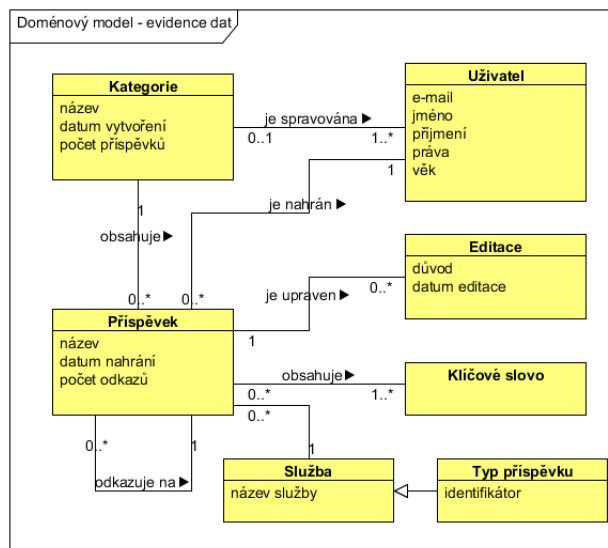 Doménový model - evidence dat
Kategorie
název
datum vytvoření
počet příspěvků
Uživatel
e-mail
jméno
příjmení
práva
věk
je spravována ▶
0..1
1..*
1
je nahrán ▶
1
obsahuje ▶
0..*
0..*
Editace
důvod
datum editace
je upraven ▶
0..*
1
Příspěvek
název
datum nahrání
počet odkazů
obsahuje ▶
0..*
1..*
Klíčové slovo
0..*
1
0..*
1
odkazuje na ▶
Služba
název služby
Typ příspěvku
identifikátor